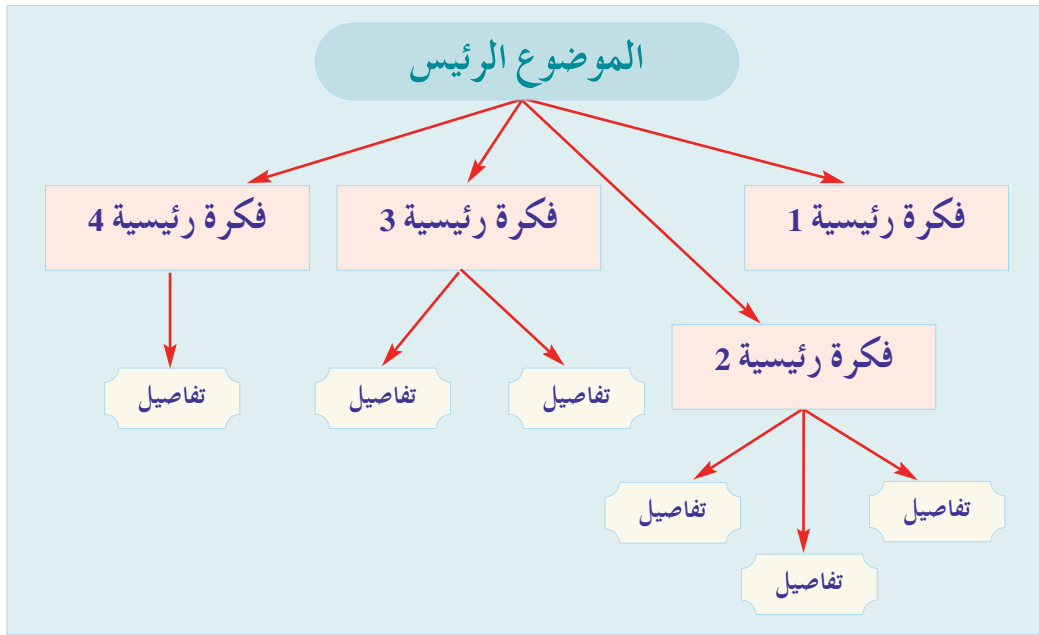 الموضوع الرئيس
فكرة رئيسية 1
فكرة رئيسية 3
فكرة رئيسية 4
فكرة رئيسية 2
تفاصيل
تفاصيل
تفاصيل
تفاصيل
تفاصيل
تفاصيل